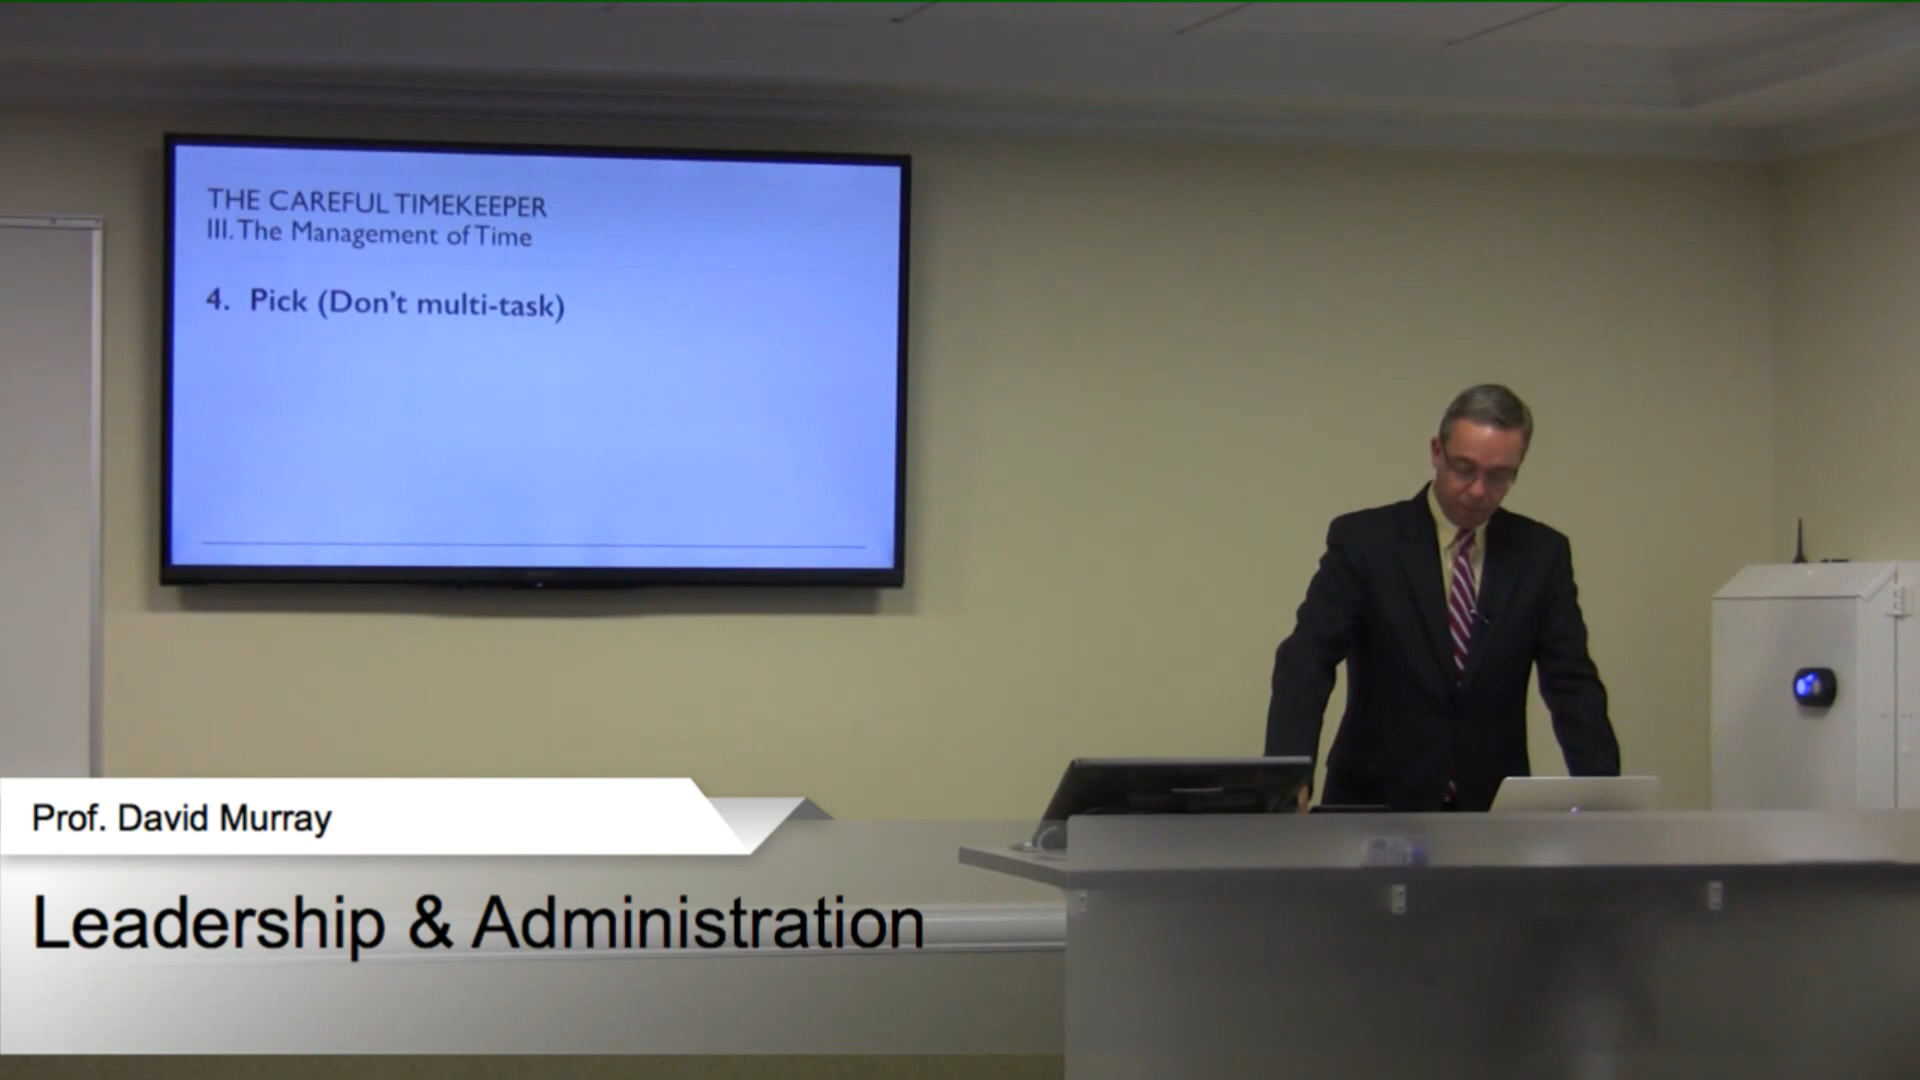 THE CAREFUL TIMEKEEPER
III. The Management of Time
4. Pick (Don't multi-task)
Prof. David Murray
Leadership & Administration